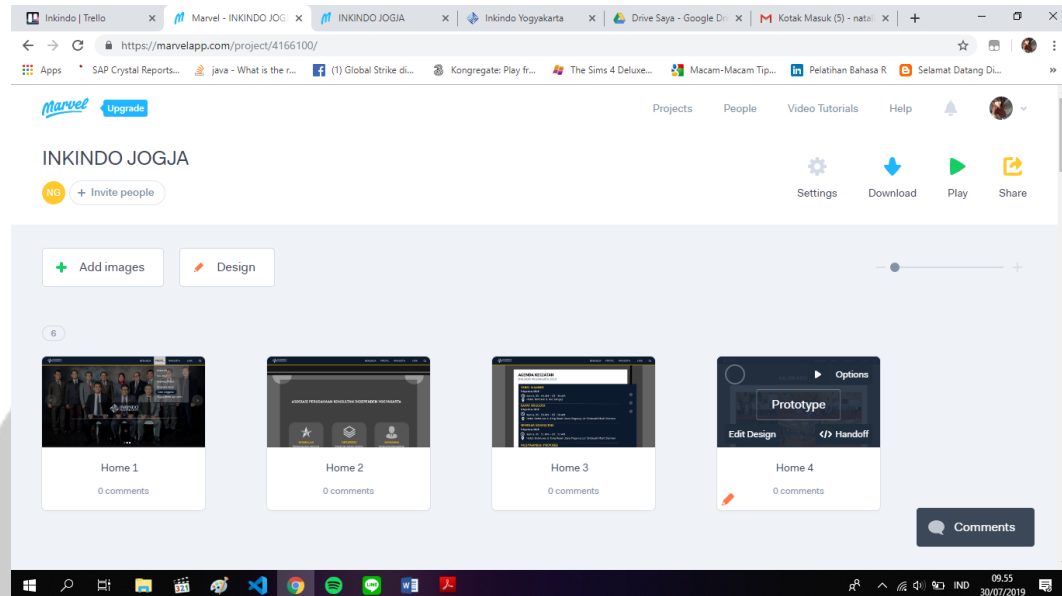 Inkindo | Trello
Marvel - INKINDO JOG
INKINDO JOGJA
Inkindo Yogyakarta
Drive Saya - Google Dri
Kotak Masuk (5) - natal
https://marvelapp.com/project/4166100/
Apps
SAP Crystal Reports...
java - What is the r...
(1) Global Strike di...
Kongregate: Play fr...
The Sims 4 Deluxe...
Macam-Macam Tip...
Pelatihan Bahasa R
Selamat Datang Di...
»
Marvel
Upgrade
Projects
People
Video Tutorials
Help
INKINDO JOGJA
NG
+ Invite people
Settings
Download
Play
Share
+ Add images
Design
6
AGENDA KEGIATAN
Options
Prototype
Edit Design
</> Handoff
Home 1
0 comments
Home 2
0 comments
Home 3
0 comments
Home 4
0 comments
Comments
IND
09.55
30/07/2019